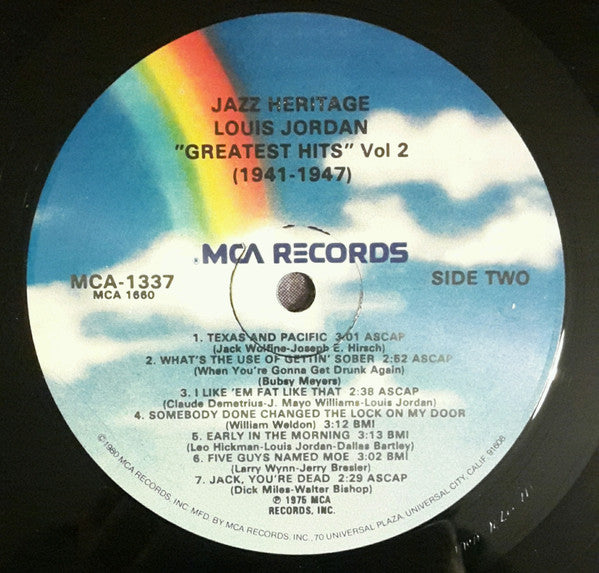 JAZZ HERITAGE
LOUIS JORDAN
"GREATEST HITS" Vol 2
(1941-1947)
MCA RECORDS
MCA-1337
MCA 1660
SIDE TWO
1. TEXAS AND PACIFIC 3:01 ASCAP
(Jack Wolfine-Joseph E. Hirsch)
2. WHAT'S THE USE OF GETTIN' SOBER 2:52 ASCAP
(When You're Gonna Get Drunk Again)
(Bubsy Meyers)
3. I LIKE 'EM FAT LIKE THAT 2:38 ASCAP
(Claude Demetrius-J. Mayo Williams-Louis Jordan)
4. SOMEBODY DONE CHANGED THE LOCK ON MY DOOR
(William Weldon) 3:12 BMI
5. EARLY IN THE MORNING 3:13 BMI
(Leo Hickman-Louis Jordan-Dallas Bartley)
6. FIVE GUYS NAMED MOE 3:02 BMI
(Larry Wynn-Jerry Bresler)
7. JACK, YOU'RE DEAD 2:29 ASCAP
(Dick Miles-Walter Bishop)
℗ 1975 MCA
RECORDS, INC.
©1980 MCA RECORDS, INC. MFD. BY MCA RECORDS, INC., 70 UNIVERSAL PLAZA, UNIVERSAL CITY, CALIF. 91608